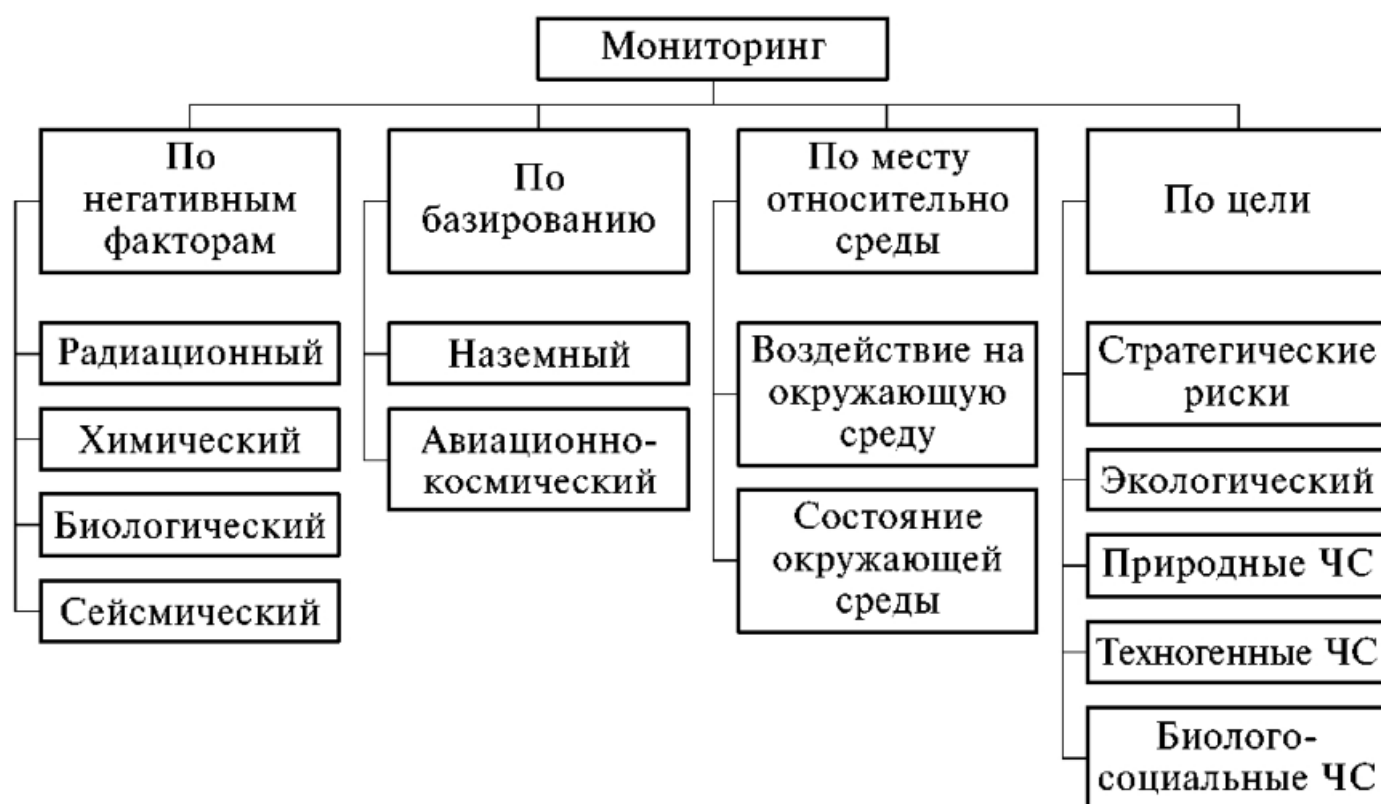 Мониторинг
По
негативным
факторам
Радиационный
Химический
Биологический
Сейсмический
По
базированию
Наземный
Авиационно-
космический
По месту
относительно
среды
Воздействие на
окружающую
среду
Состояние
окружающей
среды
По цели
Стратегические
риски
Экологический
Природные ЧС
Техногенные ЧС
Биолого-
социальные ЧС